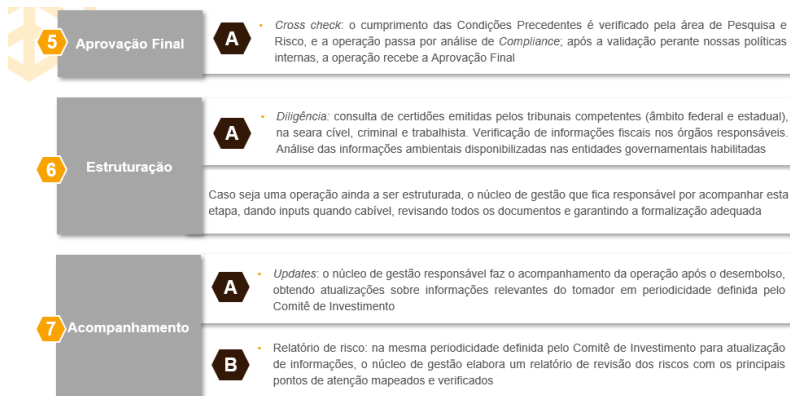 5 Aprovação Final
A
• Cross check: o cumprimento das Condições Precedentes é verificado pela área de Pesquisa e
Risco, e a operação passa por análise de Compliance; após a validação perante nossas políticas
internas, a operação recebe a Aprovação Final
6 Estruturação
A
• Diligência: consulta de certidões emitidas pelos tribunais competentes (âmbito federal e estadual),
na seara cível, criminal e trabalhista. Verificação de informações fiscais nos órgãos responsáveis.
Análise das informações ambientais disponibilizadas nas entidades governamentais habilitadas
Caso seja uma operação ainda a ser estruturada, o núcleo de gestão que fica responsável por acompanhar esta
etapa, dando inputs quando cabível, revisando todos os documentos e garantindo a formalização adequada
7 Acompanhamento
A
• Updates: o núcleo de gestão responsável faz o acompanhamento da operação após o desembolso,
obtendo atualizações sobre informações relevantes do tomador em periodicidade definida pelo
Comitê de Investimento
B
• Relatório de risco: na mesma periodicidade definida pelo Comitê de Investimento para atualização
de informações, o núcleo de gestão elabora um relatório de revisão dos riscos com os principais
pontos de atenção mapeados e verificados